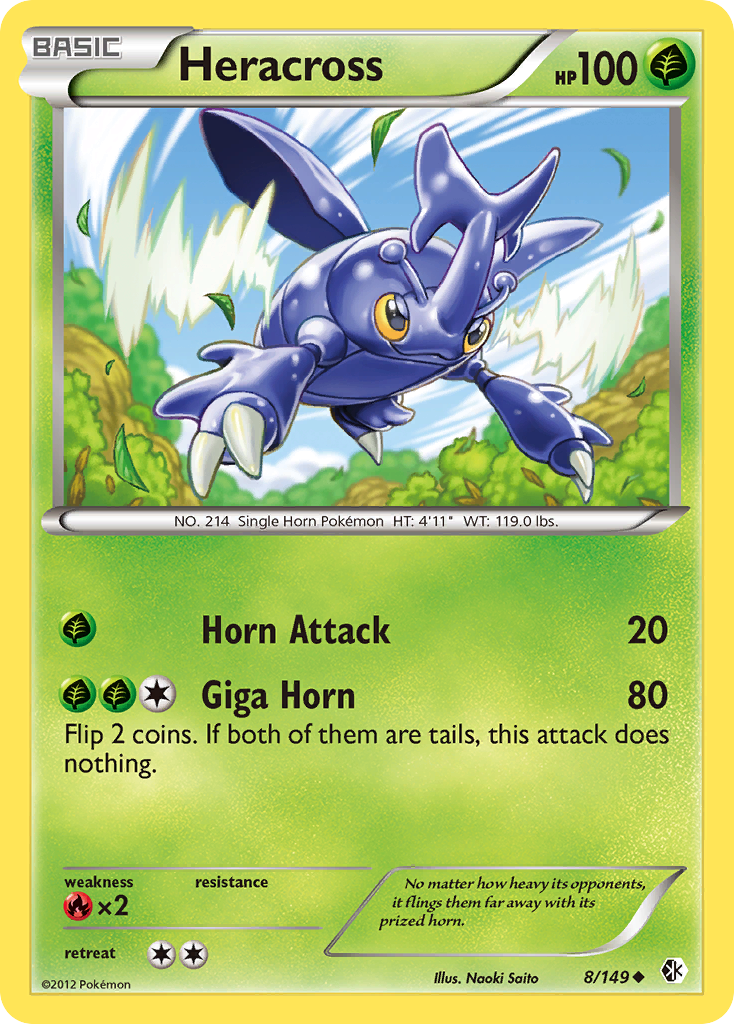 BASIC
Heracross
HP100
NO. 214 Single Horn Pokémon HT: 4'11" WT: 119.0 lbs.
Horn Attack 20
Giga Horn 80
Flip 2 coins. If both of them are tails, this attack does
nothing.
weakness resistance
×2
No matter how heavy its opponents,
it flings them far away with its
prized horn.
retreat
©2012 Pokémon
Illus. Naoki Saito 8/149